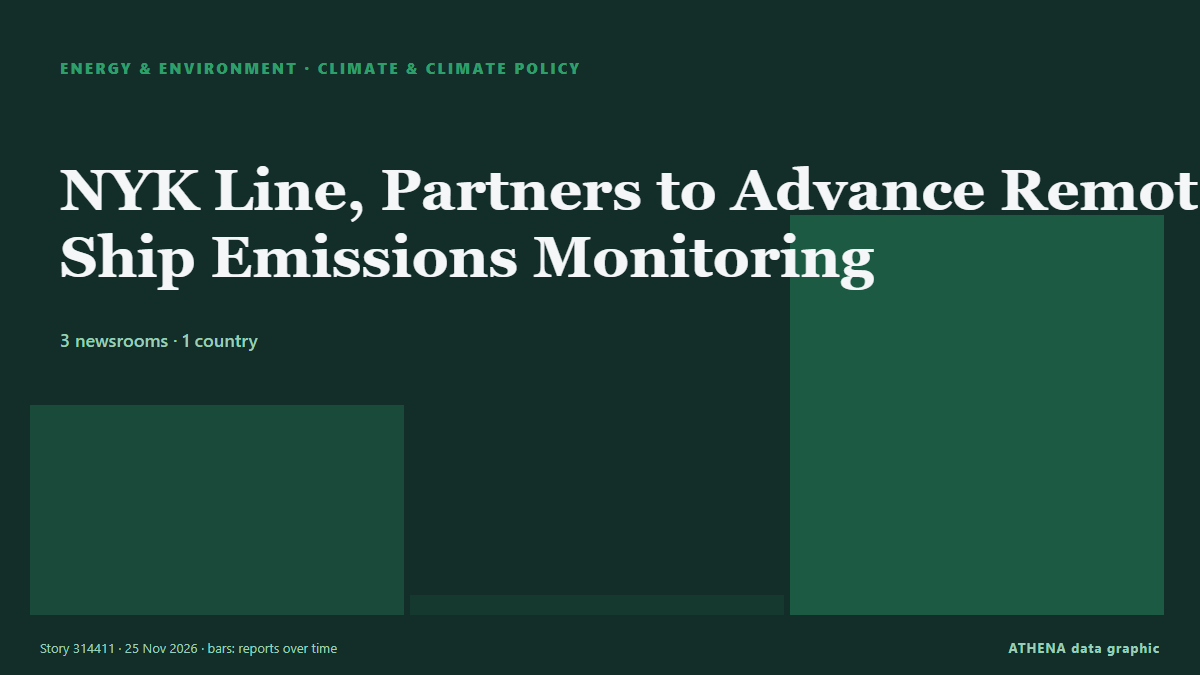 ENERGY & ENVIRONMENT · CLIMATE & CLIMATE POLICY
NYK Line, Partners to Advance Remot
Ship Emissions Monitoring
3 newsrooms · 1 country
Story 314411 · 25 Nov 2026 · bars: reports over time
ATHENA data graphic